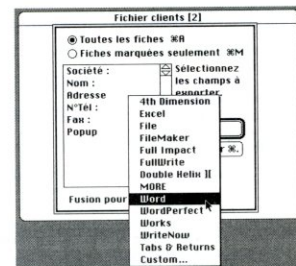 Fichier clients [2]
Toutes les fiches ⌘A
Fiches marquées seulement ⌘M
Société :
Nom :
Adresse
N°Tél :
Fax :
Popup
Sélectionnez
les champs à
exporter
4th Dimension
Excel
File
FileMaker
Full Impact
FullWrite
Double Helix II
MORE
Word
WordPerfect
Works
WriteNow
Tabs & Returns
Custom...
⌘.
Fusion pour